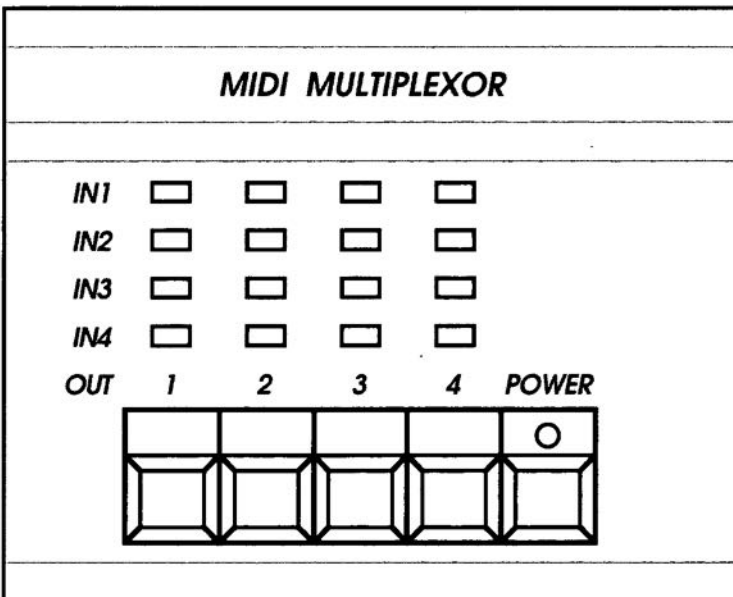 MIDI MULTIPLEXOR
IN1
IN2
IN3
IN4
OUT 1 2 3 4 POWER